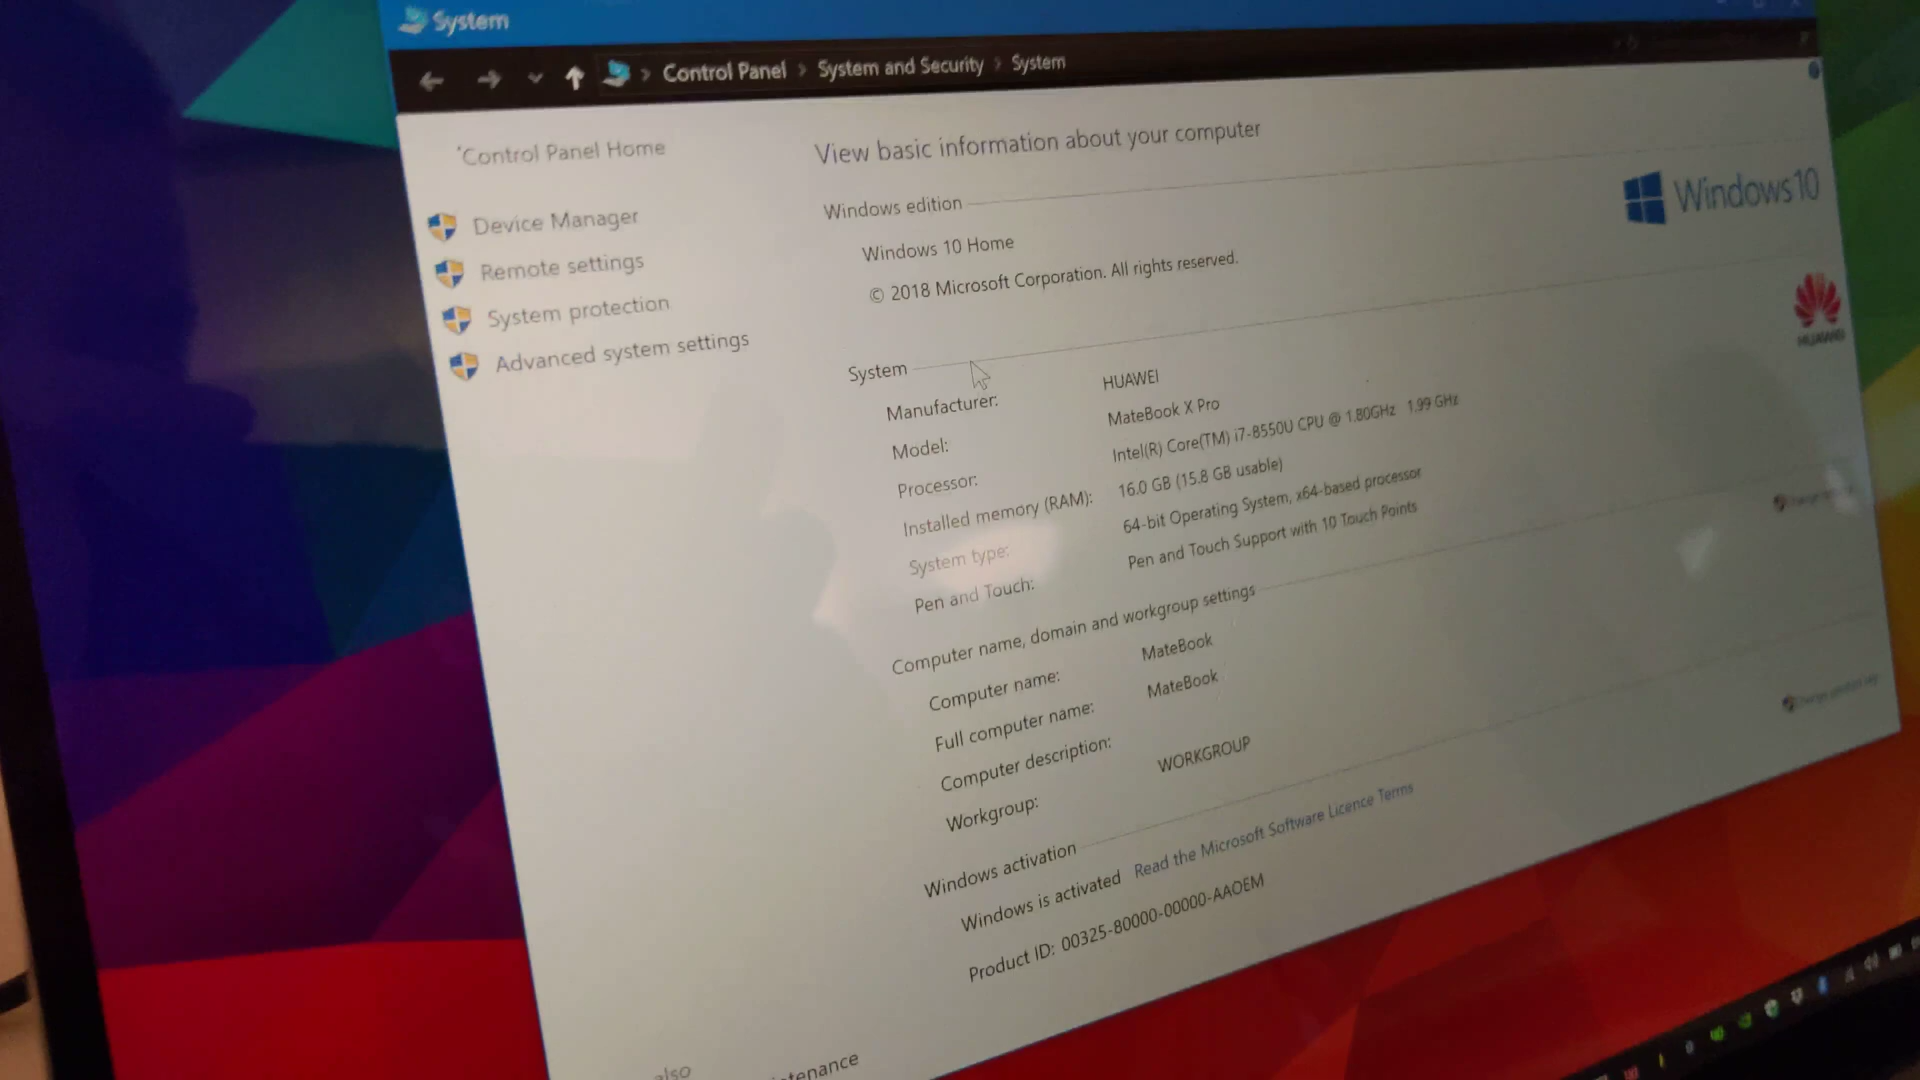 System
Control Panel > System and Security > System
Control Panel Home
Device Manager
Remote settings
System protection
Advanced system settings
View basic information about your computer
Windows edition
Windows 10 Home
© 2018 Microsoft Corporation. All rights reserved.
Windows 10
System
Manufacturer: HUAWEI
Model: MateBook X Pro
Processor: Intel(R) Core(TM) i7-8550U CPU @ 1.80GHz 1.99 GHz
Installed memory (RAM): 16.0 GB (15.8 GB usable)
System type: 64-bit Operating System, x64-based processor
Pen and Touch: Pen and Touch Support with 10 Touch Points
HUAWEI
Computer name, domain and workgroup settings
Computer name: MateBook
Full computer name: MateBook
Computer description:
Workgroup: WORKGROUP
Windows activation
Windows is activated Read the Microsoft Software Licence Terms
Product ID: 00325-80000-00000-AAOEM
also
tenance